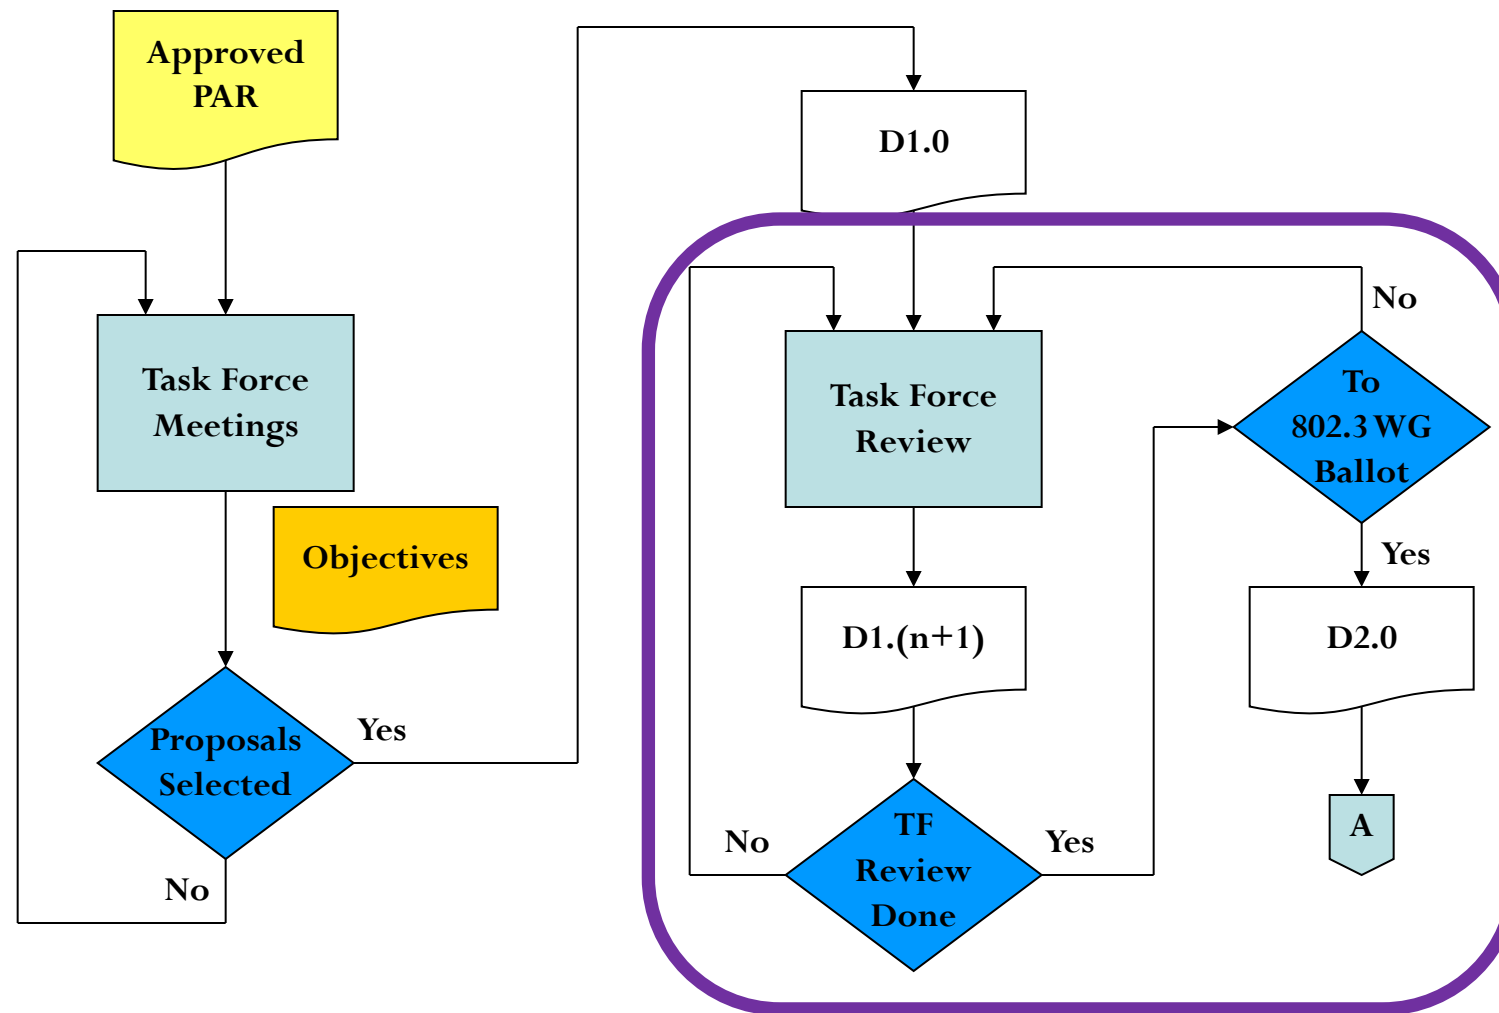 Approved
PAR
Task Force
Meetings
Objectives
Proposals
Selected
Yes
No
D1.0
Task Force
Review
D1.(n+1)
TF
Review
Done
No
Yes
To
802.3 WG
Ballot
No
Yes
D2.0
A